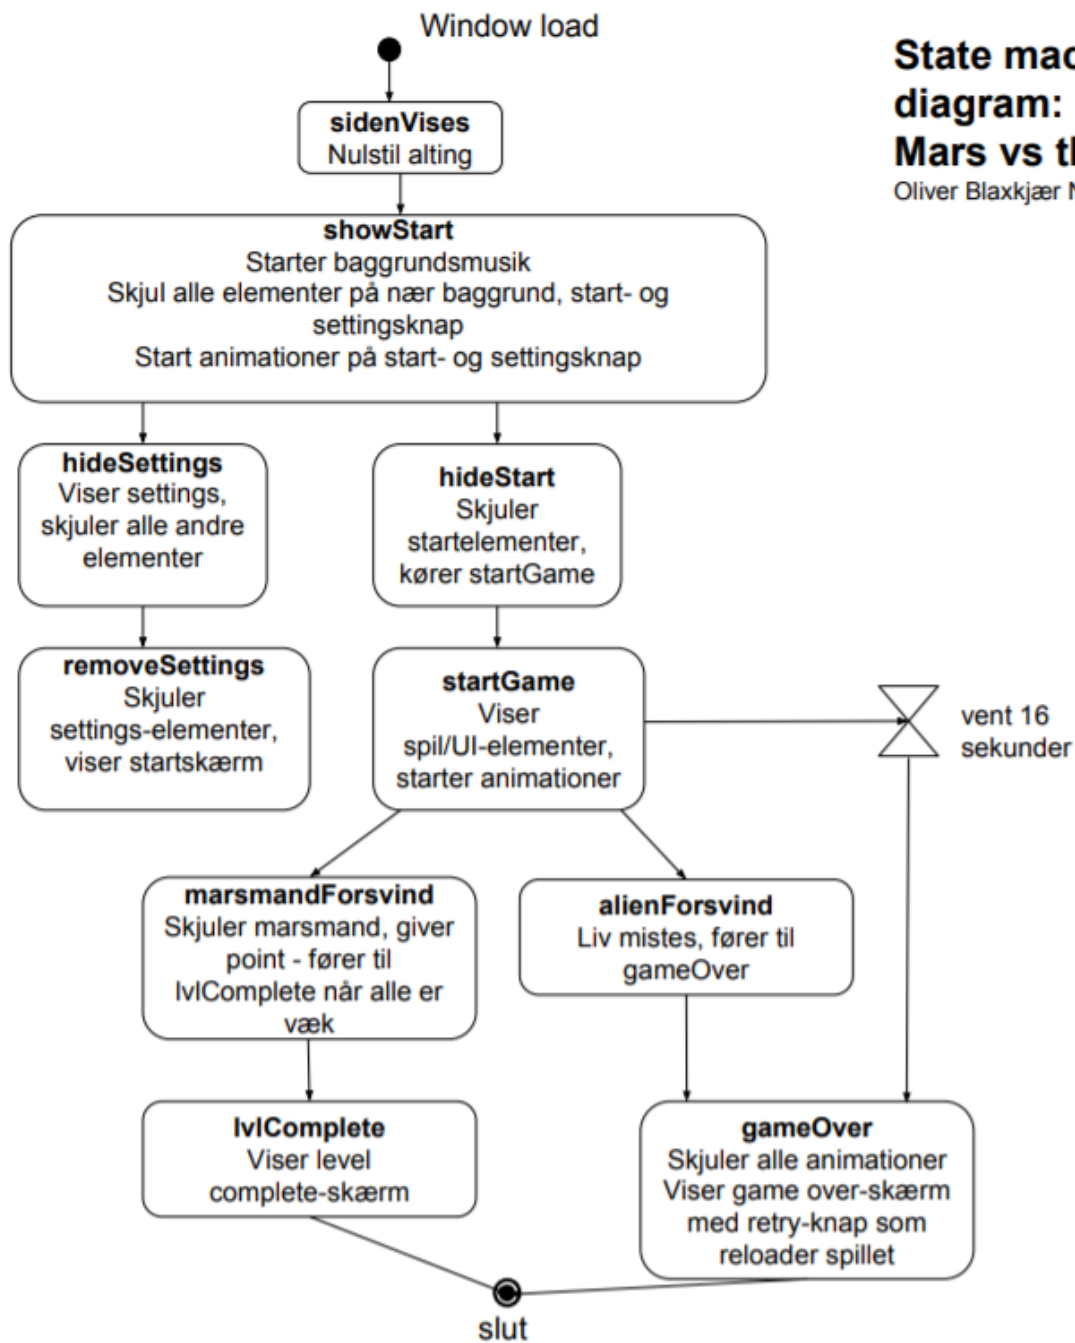 Window load
State mac
diagram:
Mars vs tl
Oliver Blaxkjær N
sidenVises
Nulstil alting
showStart
Starter baggrundsmusik
Skjul alle elementer på nær baggrund, start- og
settingsknap
Start animationer på start- og settingsknap
hideSettings
Viser settings,
skjuler alle andre
elementer
hideStart
Skjuler
startelementer,
kører startGame
removeSettings
Skjuler
settings-elementer,
viser startskærm
startGame
Viser
spil/UI-elementer,
starter animationer
vent 16
sekunder
marsmandForsvind
Skjuler marsmand, giver
point - fører til
lvlComplete når alle er
væk
alienForsvind
Liv mistes, fører til
gameOver
lvlComplete
Viser level
complete-skærm
gameOver
Skjuler alle animationer
Viser game over-skærm
med retry-knap som
reloader spillet
slut